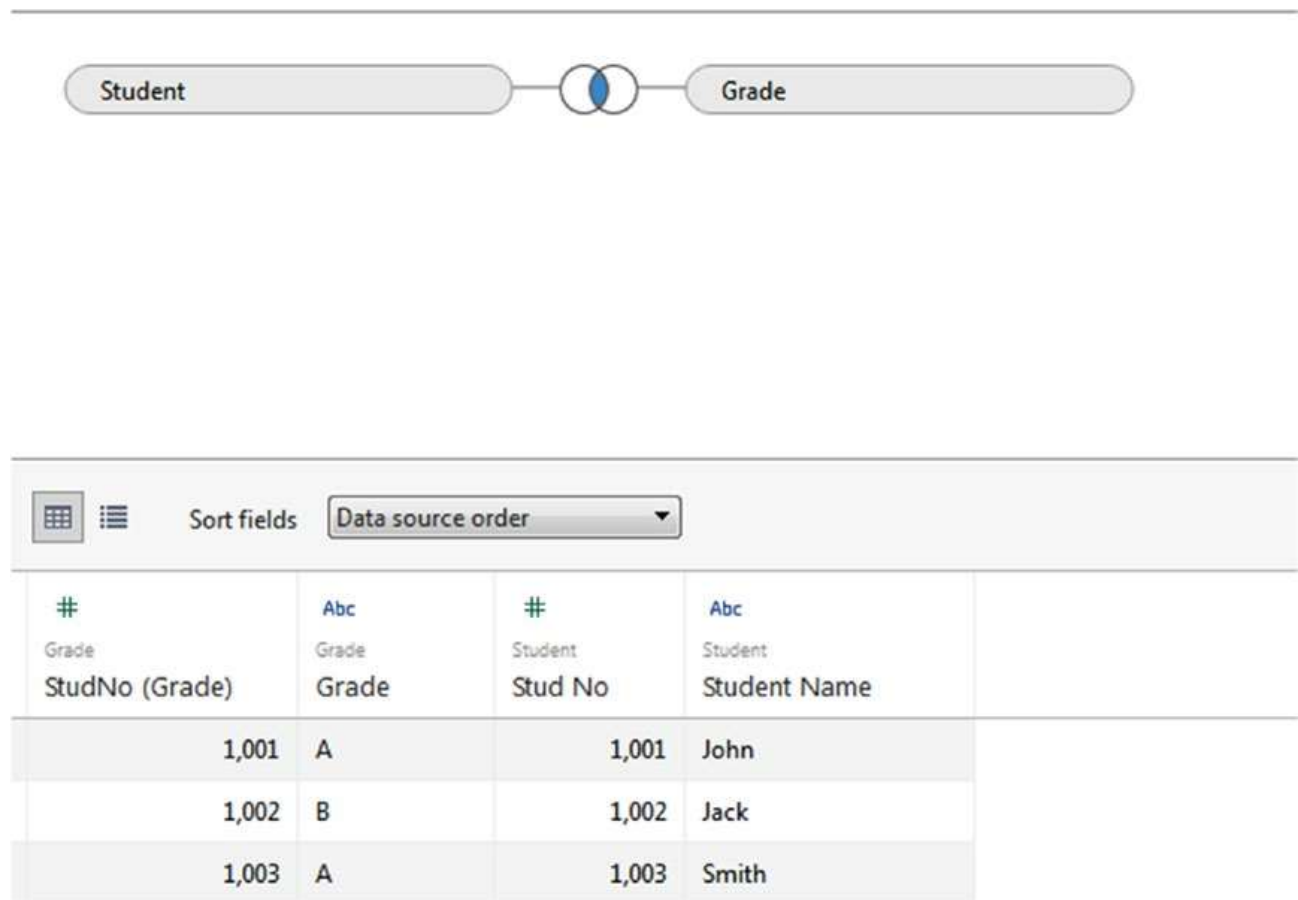 Student Grade
Sort fields Data source order
# Abc # Abc
Grade Grade Student Student
StudNo (Grade) Grade Stud No Student Name
1,001 A 1,001 John
1,002 B 1,002 Jack
1,003 A 1,003 Smith